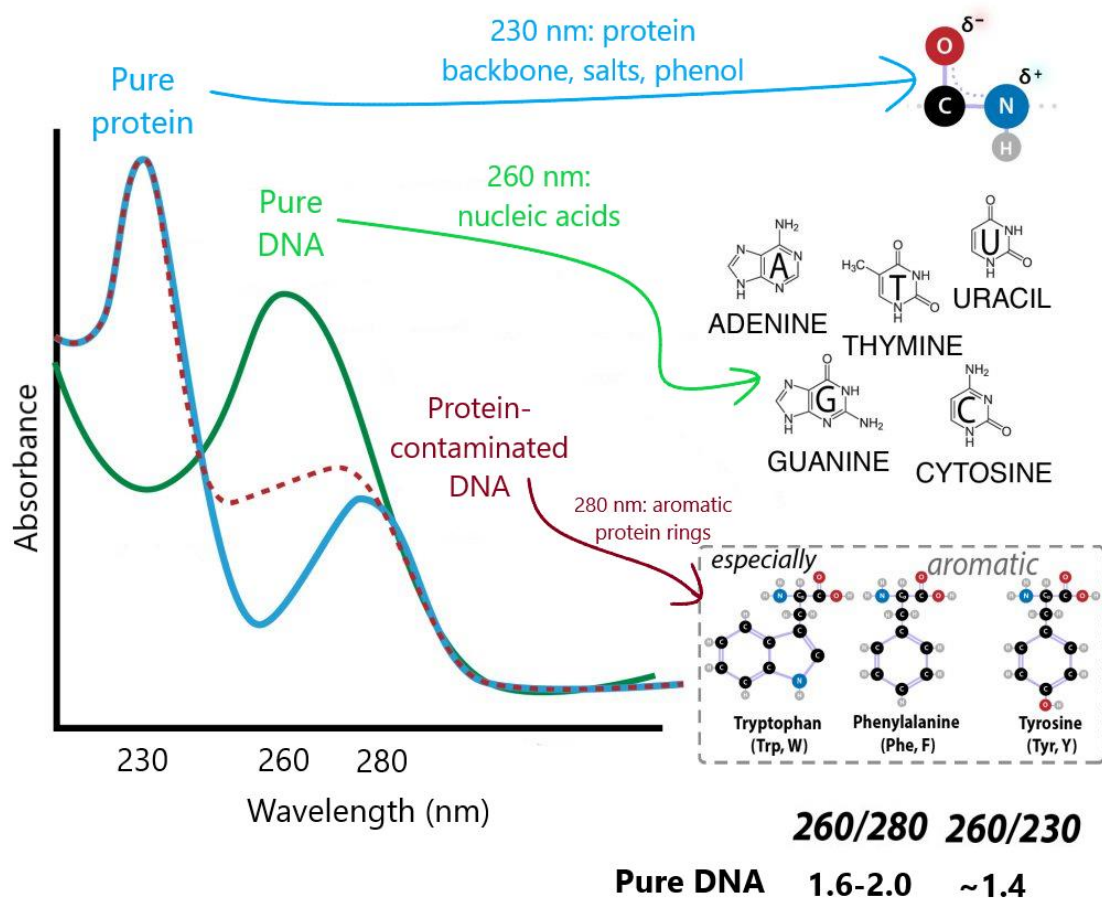 230 nm: protein
backbone, salts, phenol
δ⁻
O
δ⁺
C
N
H
Pure
protein
Pure
DNA
260 nm:
nucleic acids
NH₂
N
N
A
N
H
N
ADENINE
O
H₃C
NH
T
N
H
O
THYMINE
O
U
NH
N
H
O
URACIL
O
N
G
NH
N
H
N
NH₂
GUANINE
NH₂
C
N
N
H
O
CYTOSINE
Protein-
contaminated
DNA
280 nm: aromatic
protein rings
especially
aromatic
Tryptophan
(Trp, W)
Phenylalanine
(Phe, F)
Tyrosine
(Tyr, Y)
Absorbance
230
260
280
Wavelength (nm)
260/280 260/230
Pure DNA 1.6-2.0 ~1.4